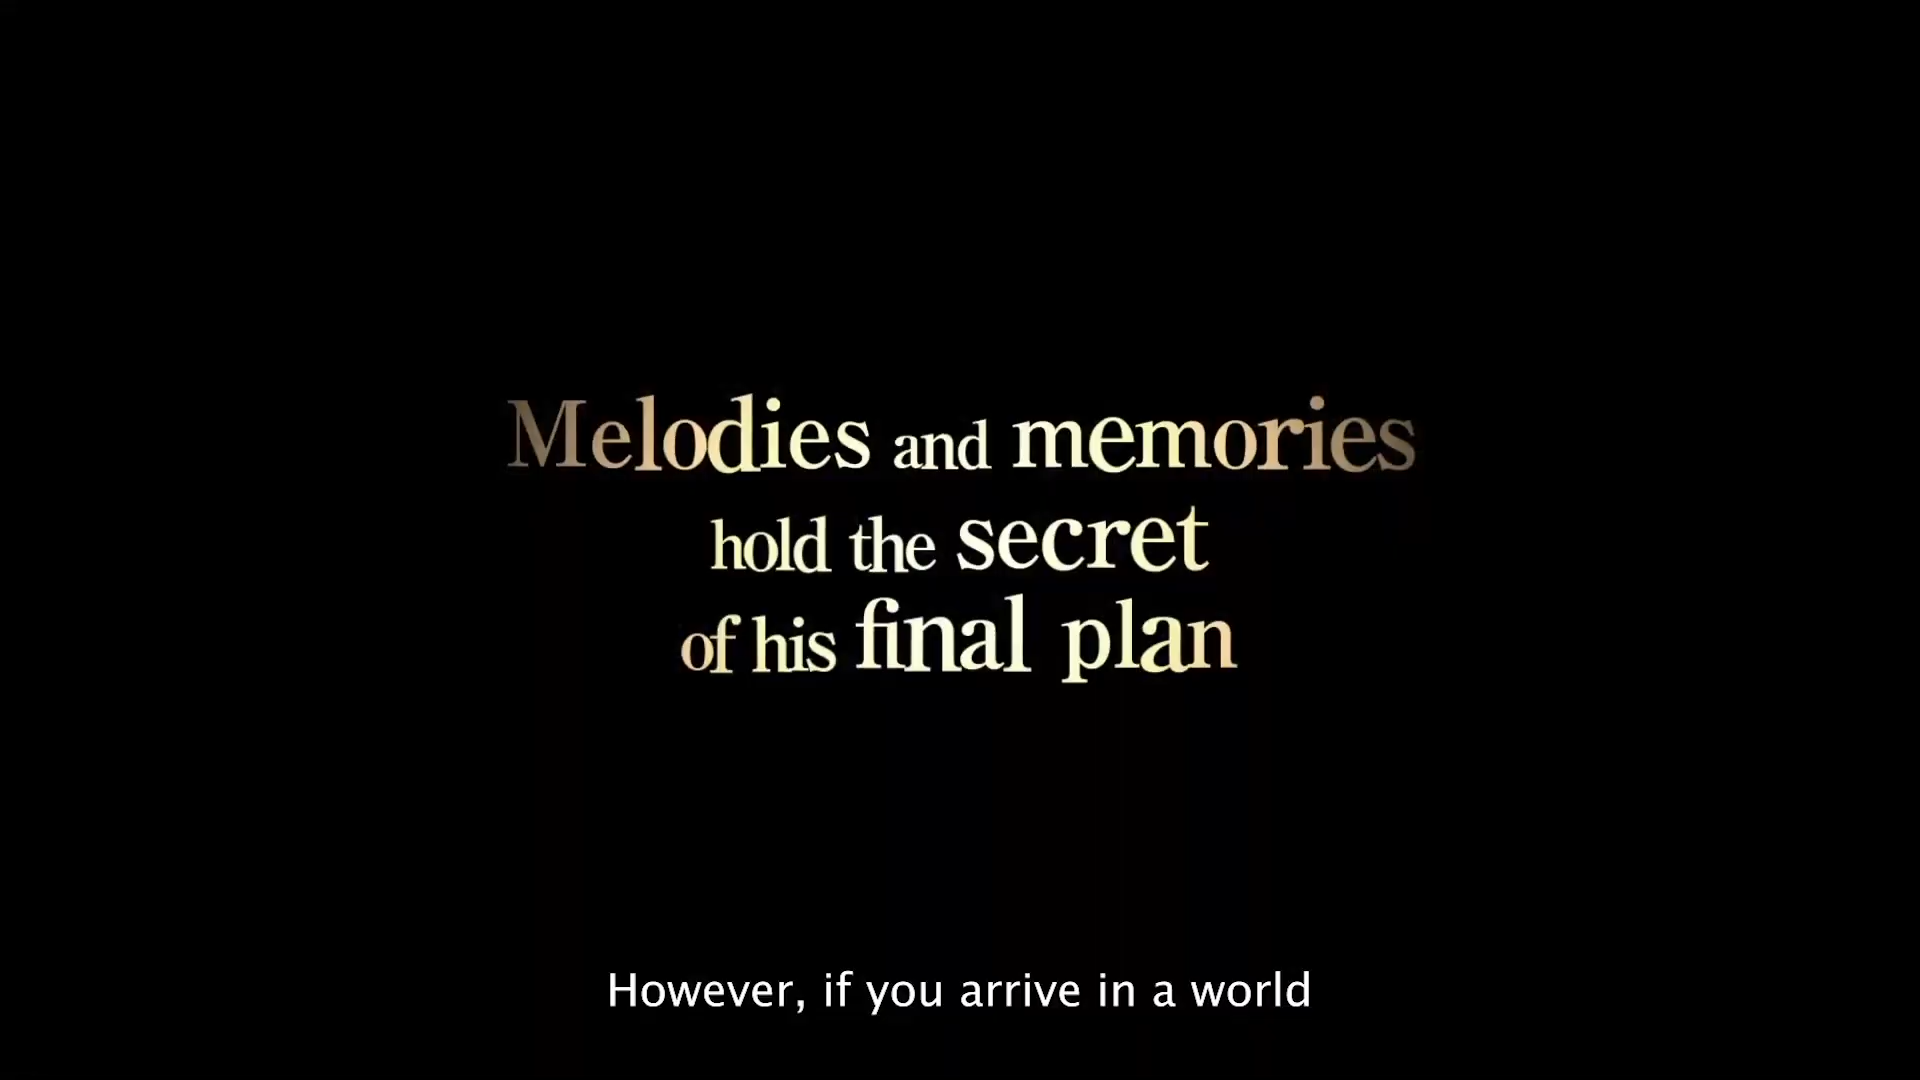 Melodies and memories
hold the secret
of his final plan
However, if you arrive in a world